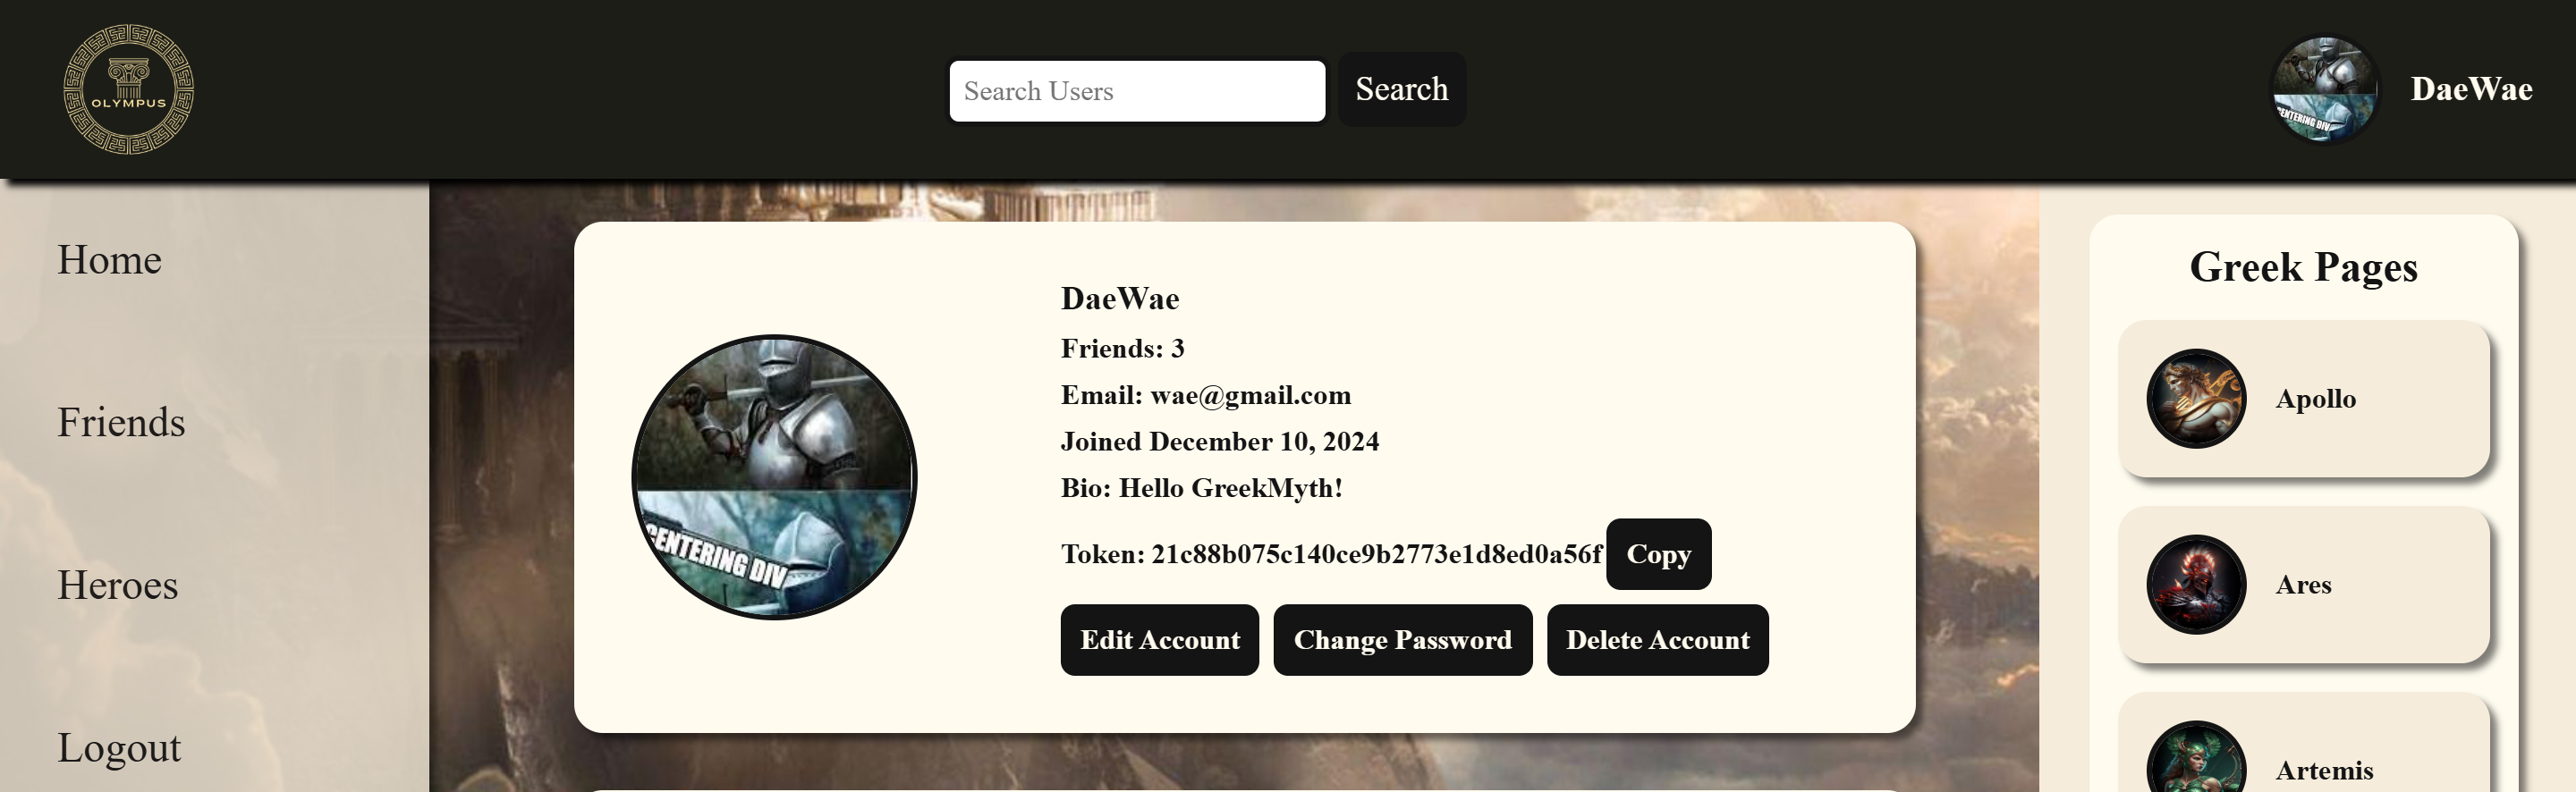 OLYMPUS
Search Users
Search
CENTERING DIV
DaeWae
Home
Friends
Heroes
Logout
CENTERING DIV
DaeWae
Friends: 3
Email: wae@gmail.com
Joined December 10, 2024
Bio: Hello GreekMyth!
Token: 21c88b075c140ce9b2773e1d8ed0a56f Copy
Edit Account Change Password Delete Account
Greek Pages
Apollo
Ares
Artemis